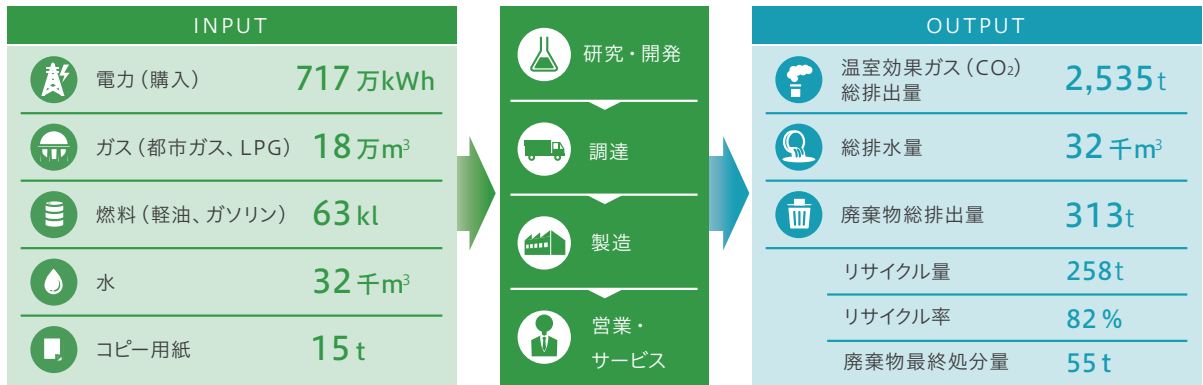 INPUT
電力（購入） 717 万kWh
ガス（都市ガス、LPG） 18 万m³
燃料（軽油、ガソリン） 63 kl
水 32 千m³
コピー用紙 15 t
研究・開発
調達
製造
営業・
サービス
OUTPUT
温室効果ガス（CO₂）
総排出量 2,535 t
総排水量 32 千m³
廃棄物総排出量 313 t
リサイクル量 258 t
リサイクル率 82 %
廃棄物最終処分量 55 t